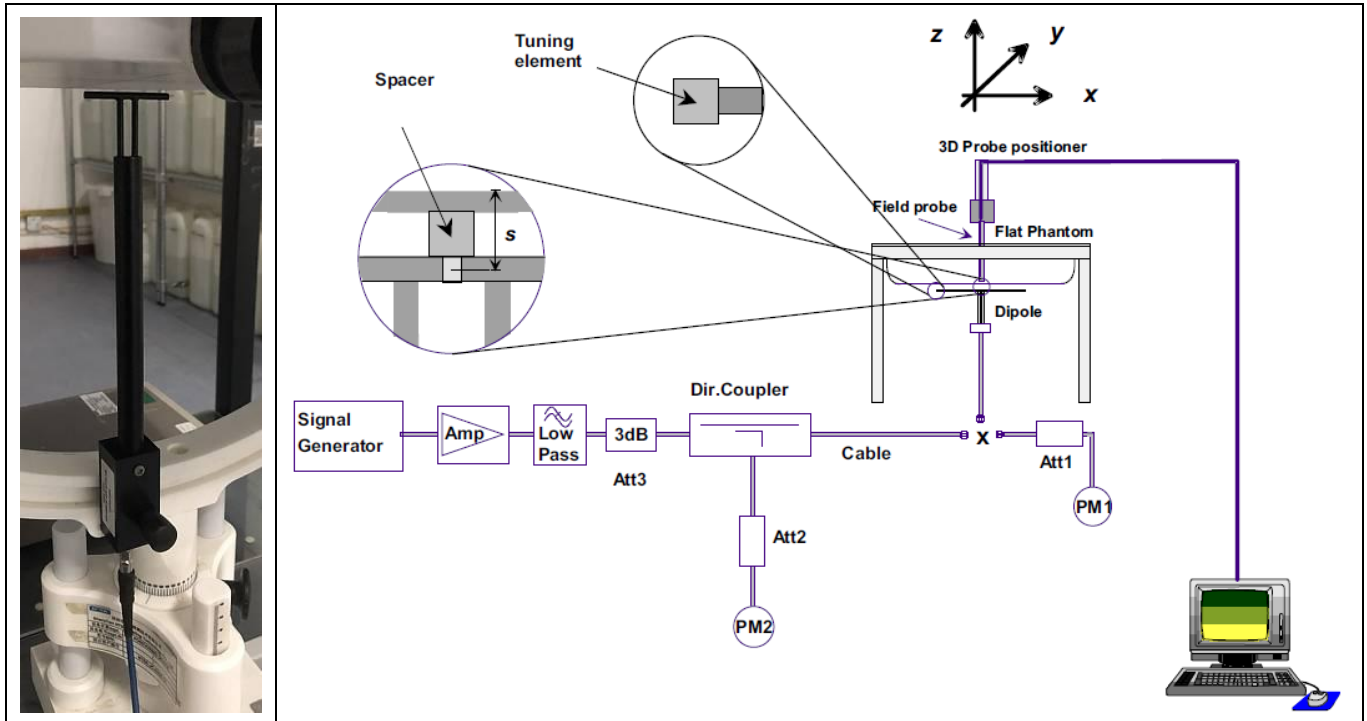 Tuning
element
Spacer
s
z
y
x
3D Probe positioner
Field probe
Flat Phantom
Dipole
Dir.Coupler
Signal
Generator
Amp
Low
Pass
3dB
Att3
Cable
x
Att1
PM1
Att2
PM2